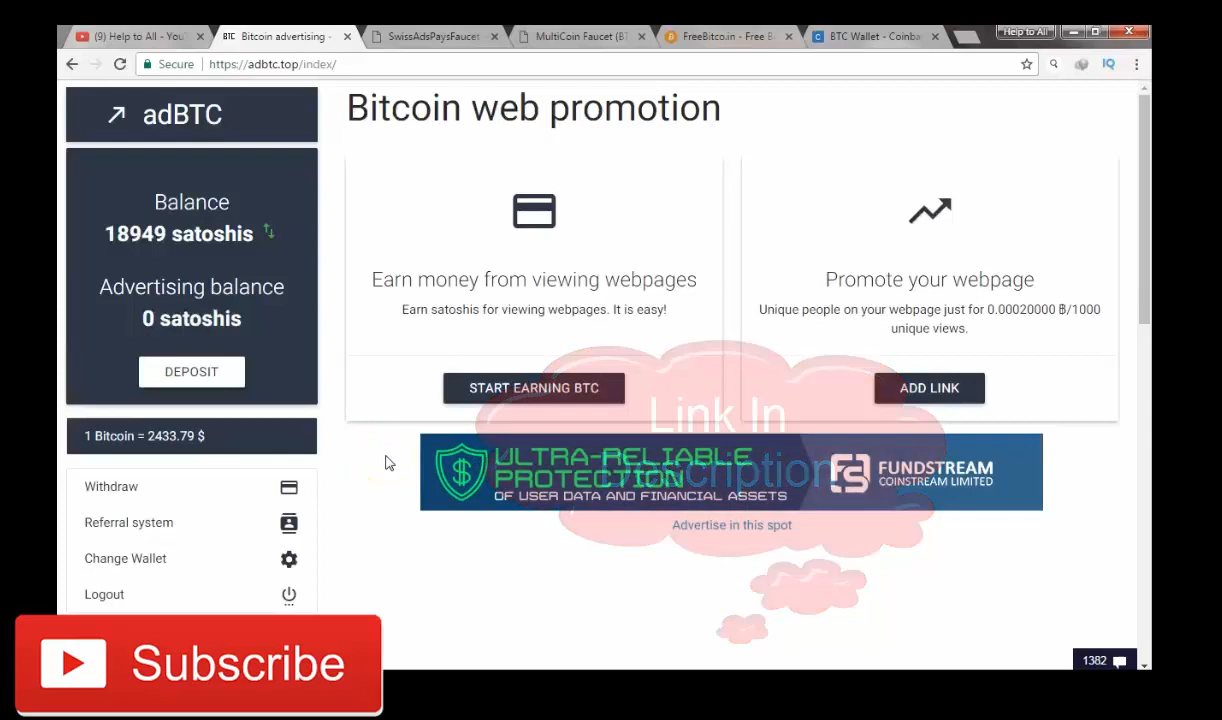 (9) Help to All - You
BTC Bitcoin advertising -
SwissAdsPaysFaucet
MultiCoin Faucet (BT
FreeBitco.in - Free B
BTC Wallet - Coinba
Help to All
Secure | https://adbtc.top/index/
IQ
adBTC
Balance
18949 satoshis
Advertising balance
0 satoshis
DEPOSIT
1 Bitcoin = 2433.79 $
Withdraw
Referral system
Change Wallet
Logout
Bitcoin web promotion
Earn money from viewing webpages
Earn satoshis for viewing webpages. It is easy!
START EARNING BTC
Promote your webpage
Unique people on your webpage just for 0.00020000 ฿/1000
unique views.
ADD LINK
Link In
Description
ULTRA-RELIABLE
PROTECTION
OF USER DATA AND FINANCIAL ASSETS
FUNDSTREAM
COINSTREAM LIMITED
Advertise in this spot
1382
Subscribe